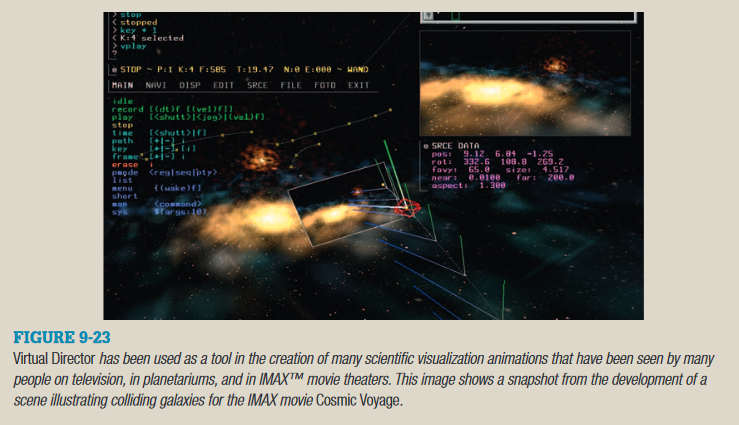 > stop
< stopped
> key + 1
< K:4 selected
> vplay
?
STOP ~ P:1 K:4 F:585 T:19.47 N:0 E:000 ~ WAND
MAIN NAVI DISP EDIT SRCE FILE FOTO EXIT
idle
record [(dt)f [(vel)f]]
play [<shutt>|<jog>|(vel)f]
stop
time [<shutt>|f]
path [+|-] i
key [+|-] [i]
frame [+|-] i
erase i
pmode <reg|seq|pty>
list
menu {(wake)f]
short
man <command>
sys $(args:10)
SRCE DATA
pos: 9.12 6.84 -1.25
rot: 332.6 108.8 269.2
fovy: 65.0 size: 4.517
near: 0.0100 far: 200.0
aspect: 1.300
FIGURE 9-23
Virtual Director has been used as a tool in the creation of many scientific visualization animations that have been seen by many
people on television, in planetariums, and in IMAX™ movie theaters. This image shows a snapshot from the development of a
scene illustrating colliding galaxies for the IMAX movie Cosmic Voyage.